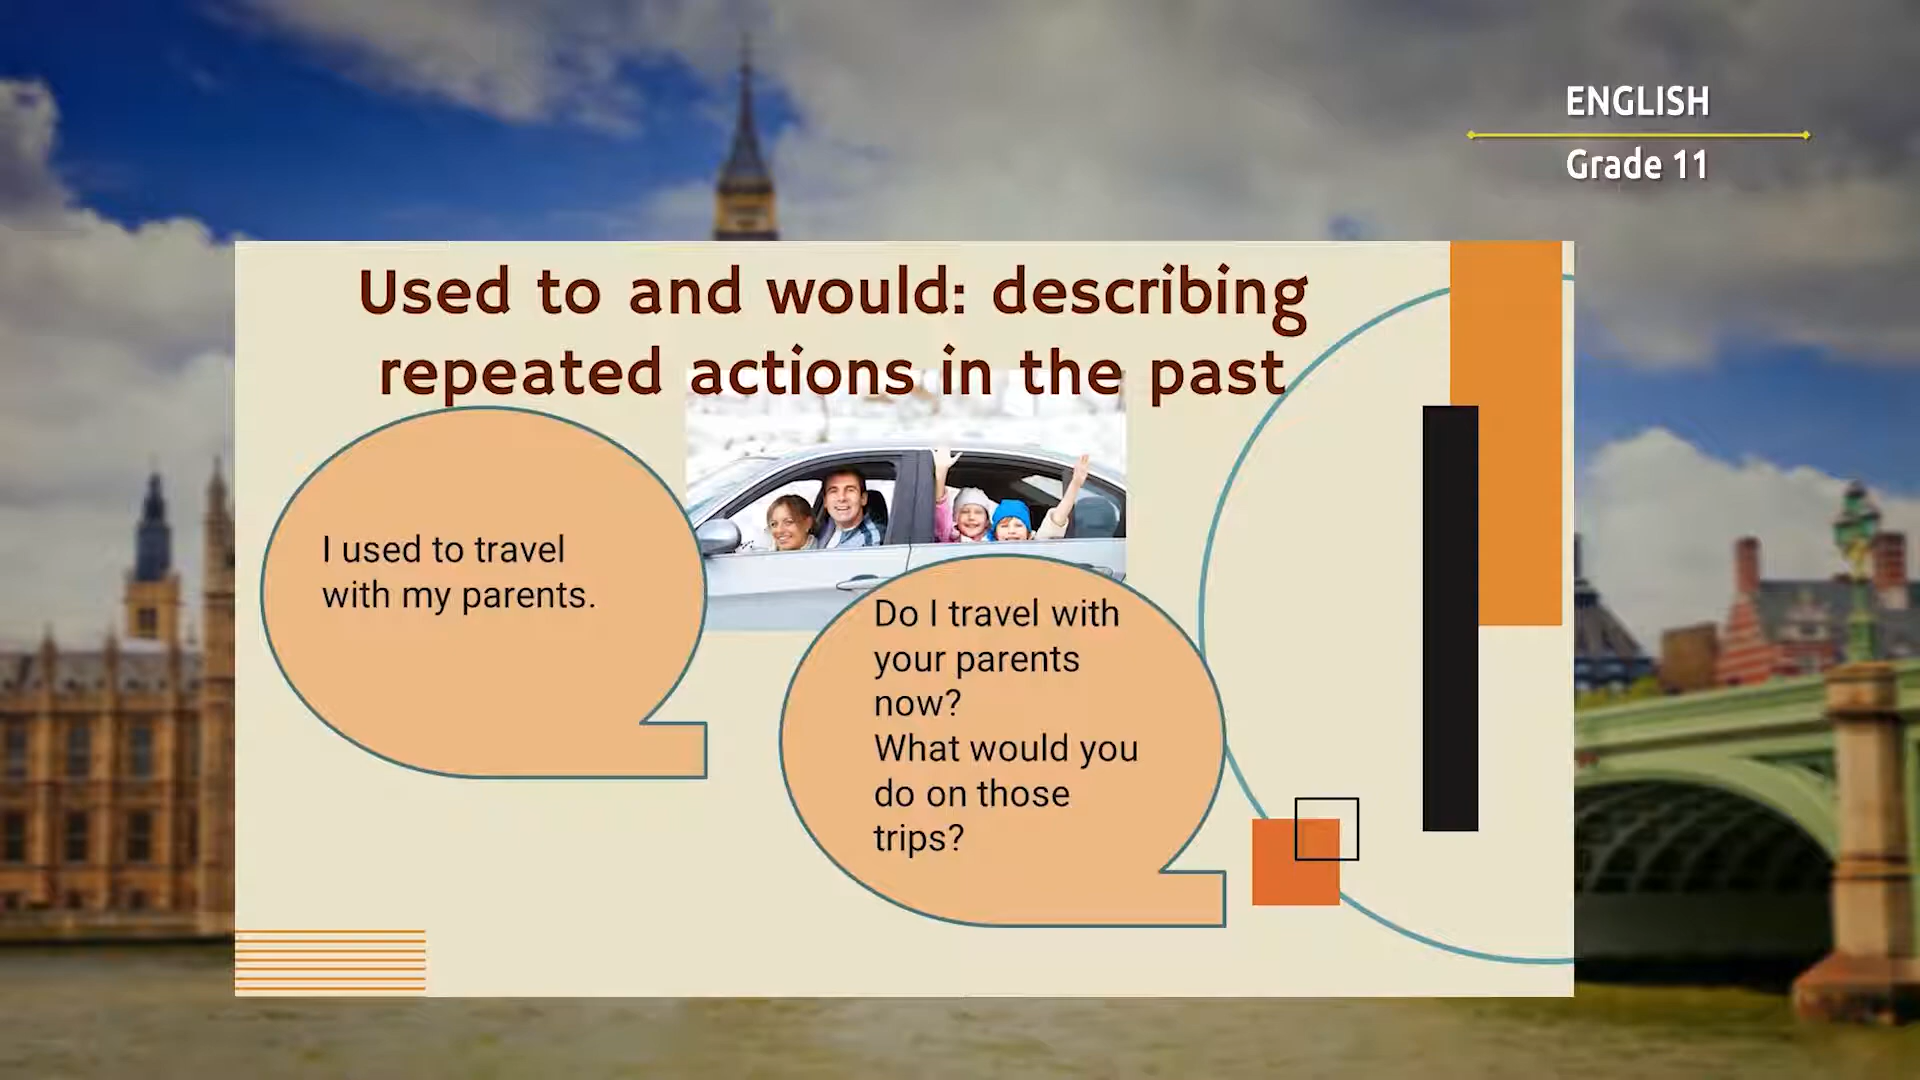 ENGLISH
Grade 11
Used to and would: describing
repeated actions in the past
I used to travel
with my parents.
Do I travel with
your parents
now?
What would you
do on those
trips?